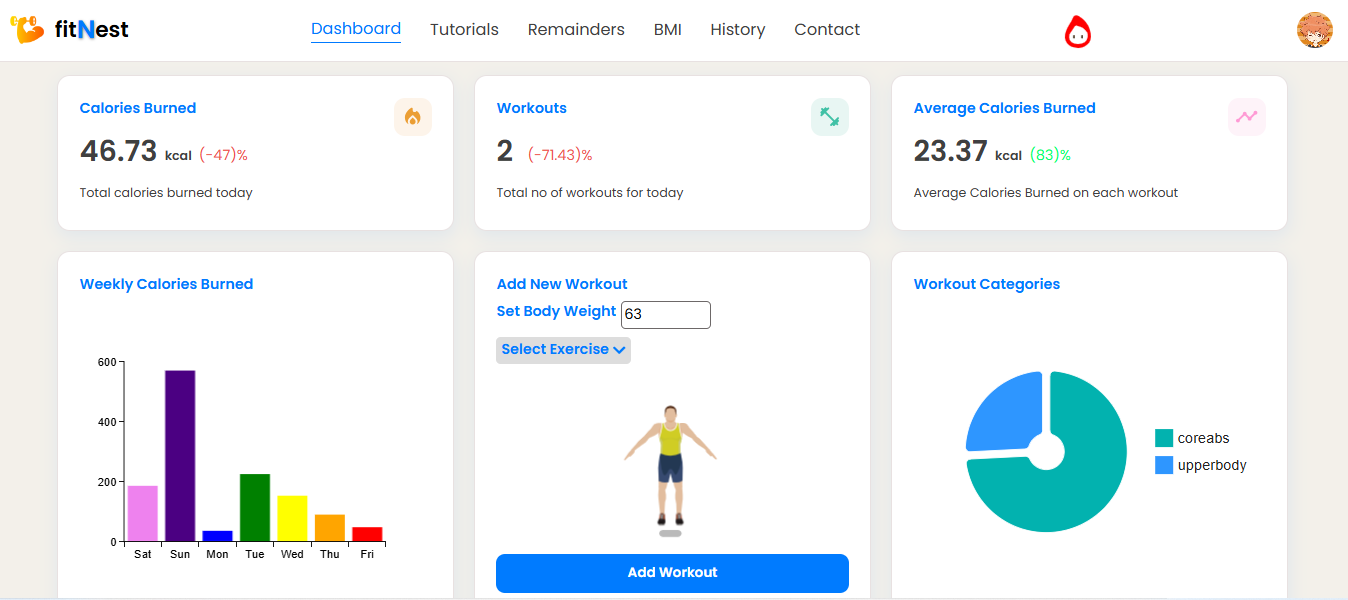 fitNest
Dashboard Tutorials Remainders BMI History Contact
Calories Burned
46.73 kcal (-47)%
Total calories burned today
Workouts
2 (-71.43)%
Total no of workouts for today
Average Calories Burned
23.37 kcal (83)%
Average Calories Burned on each workout
Weekly Calories Burned
600
400
200
0
Sat Sun Mon Tue Wed Thu Fri
Add New Workout
Set Body Weight 63
Select Exercise
Add Workout
Workout Categories
coreabs
upperbody